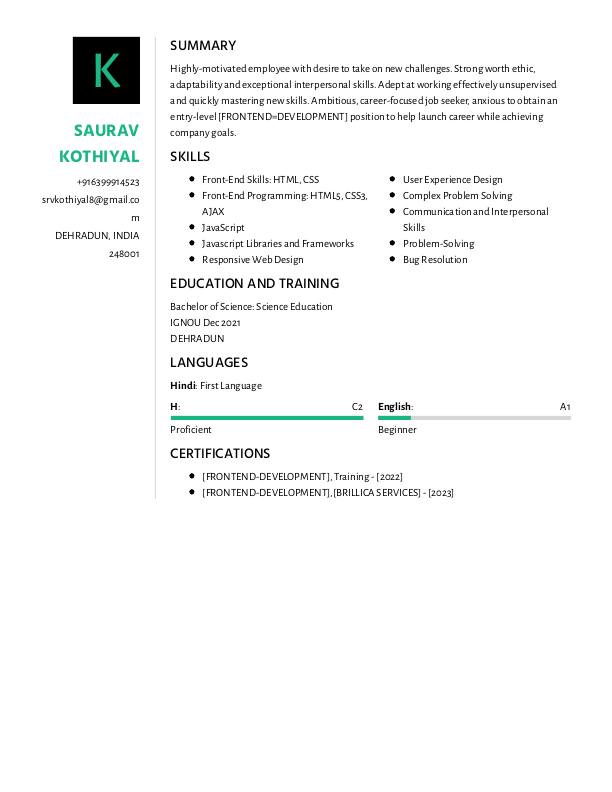 K
SAURAV
KOTHIYAL
+916399914523
srvkothiyal8@gmail.co
m
DEHRADUN, INDIA
248001
SUMMARY
Highly-motivated employee with desire to take on new challenges. Strong worth ethic,
adaptability and exceptional interpersonal skills. Adept at working effectively unsupervised
and quickly mastering new skills. Ambitious, career-focused job seeker, anxious to obtain an
entry-level [FRONTEND=DEVELOPMENT] position to help launch career while achieving
company goals.
SKILLS
Front-End Skills: HTML, CSS
Front-End Programming: HTML5, CSS3,
AJAX
JavaScript
Javascript Libraries and Frameworks
Responsive Web Design
User Experience Design
Complex Problem Solving
Communication and Interpersonal
Skills
Problem-Solving
Bug Resolution
EDUCATION AND TRAINING
Bachelor of Science: Science Education
IGNOU Dec 2021
DEHRADUN
LANGUAGES
Hindi: First Language
H: C2
Proficient
English: A1
Beginner
CERTIFICATIONS
[FRONTEND-DEVELOPMENT], Training - [2022]
[FRONTEND-DEVELOPMENT],[BRILLICA SERVICES] - [2023]